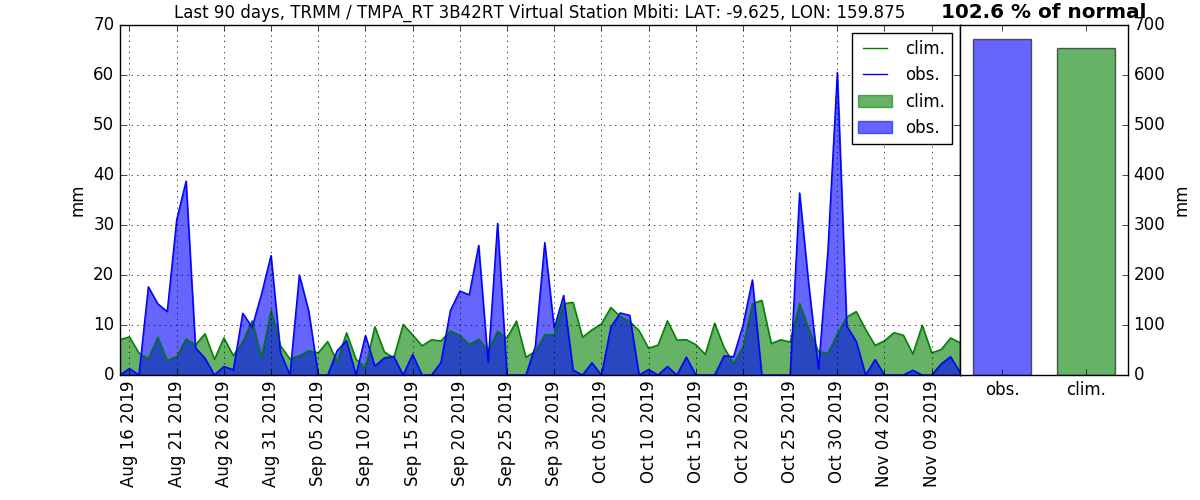 Last 90 days, TRMM / TMPA_RT 3B42RT Virtual Station Mbiti: LAT: -9.625, LON: 159.875
102.6 % of normal
70
60
50
40
30
20
10
0
mm
clim.
obs.
clim.
obs.
700
600
500
400
300
200
100
0
mm
Aug 16 2019
Aug 21 2019
Aug 26 2019
Aug 31 2019
Sep 05 2019
Sep 10 2019
Sep 15 2019
Sep 20 2019
Sep 25 2019
Sep 30 2019
Oct 05 2019
Oct 10 2019
Oct 15 2019
Oct 20 2019
Oct 25 2019
Oct 30 2019
Nov 04 2019
Nov 09 2019
obs.
clim.